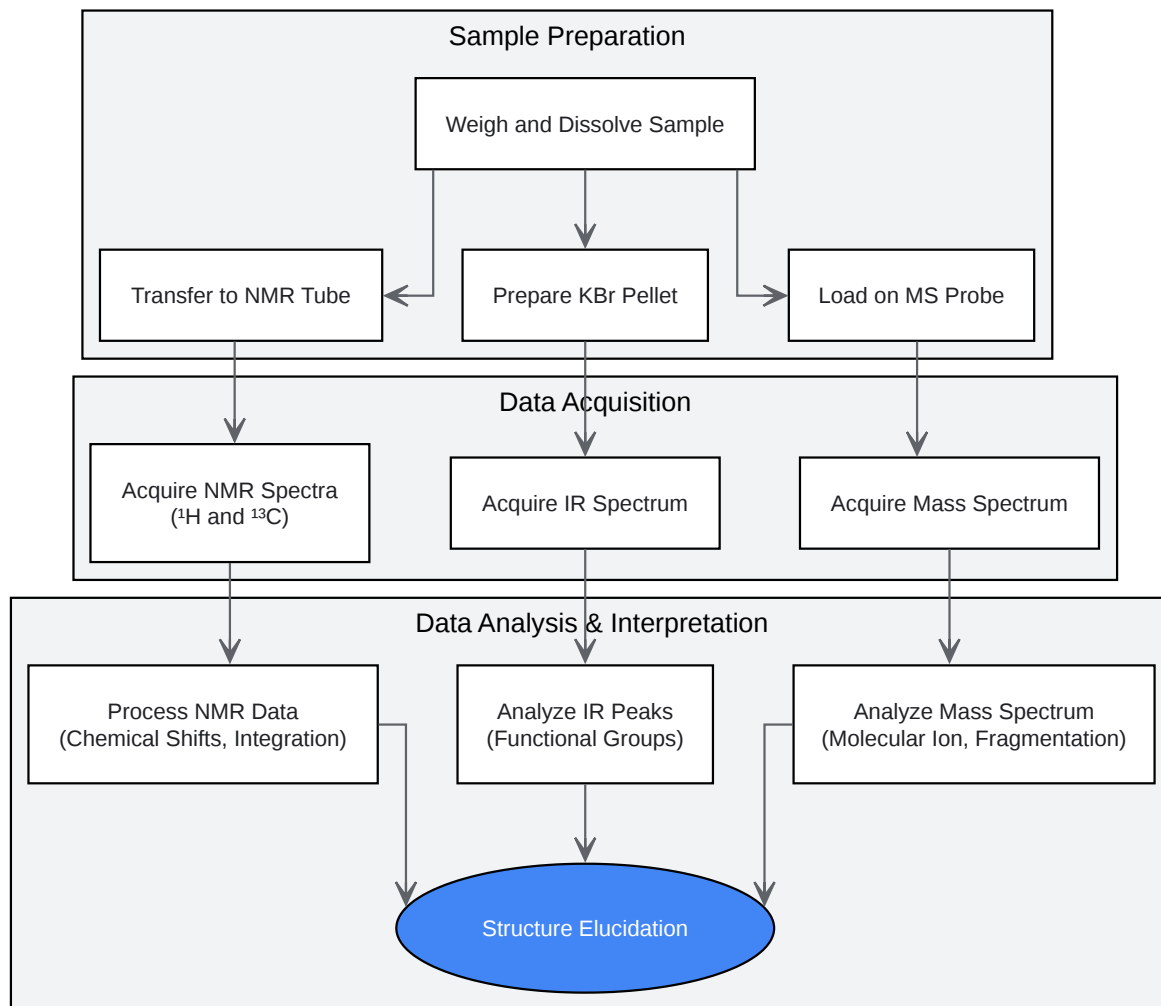 Sample Preparation
Weigh and Dissolve Sample
Transfer to NMR Tube
Prepare KBr Pellet
Load on MS Probe
Data Acquisition
Acquire NMR Spectra
(¹H and ¹³C)
Acquire IR Spectrum
Acquire Mass Spectrum
Data Analysis & Interpretation
Process NMR Data
(Chemical Shifts, Integration)
Analyze IR Peaks
(Functional Groups)
Analyze Mass Spectrum
(Molecular Ion, Fragmentation)
Structure Elucidation